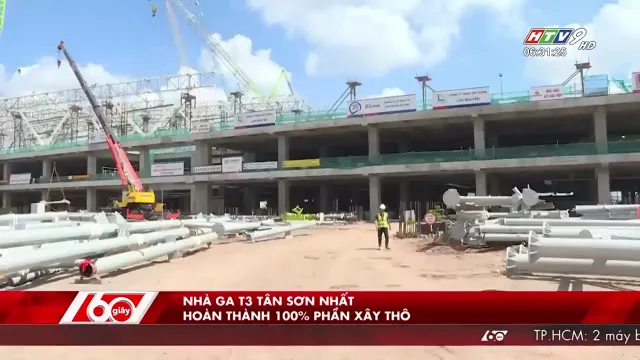 HTV9 HD
06:31:25
60 giây
NHÀ GA T3 TÂN SƠN NHẤT
HOÀN THÀNH 100% PHẦN XÂY THÔ
60
TP.HCM: 2 máy b